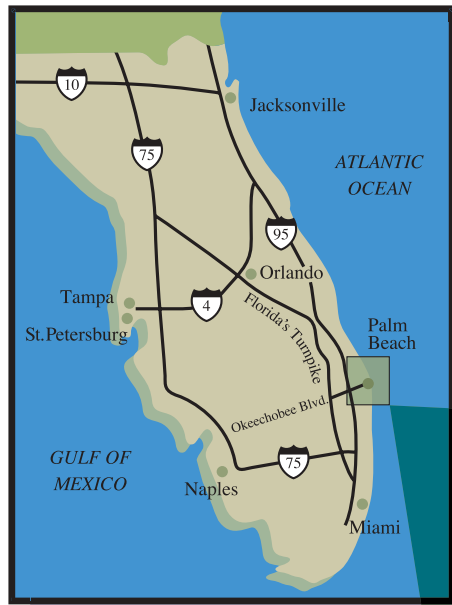 10
Jacksonville
75
ATLANTIC
OCEAN
95
Orlando
Tampa
4
Florida's Turnpike
St.Petersburg
Palm
Beach
Okeechobee Blvd.
GULF OF
MEXICO
75
Naples
Miami